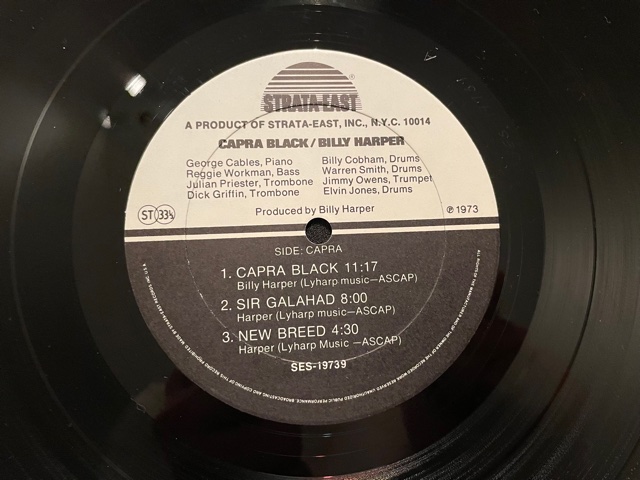 STRATA-EAST®
A PRODUCT OF STRATA-EAST, INC., N.Y.C. 10014
CAPRA BLACK/BILLY HARPER
George Cables, Piano
Reggie Workman, Bass
Julian Priester, Trombone
Dick Griffin, Trombone
Billy Cobham, Drums
Warren Smith, Drums
Jimmy Owens, Trumpet
Elvin Jones, Drums
Produced by Billy Harper
ST 33⅓
℗ 1973
SIDE: CAPRA
1. CAPRA BLACK 11:17
Billy Harper (Lyharp music—ASCAP)
2. SIR GALAHAD 8:00
Harper (Lyharp music—ASCAP)
3. NEW BREED 4:30
Harper (Lyharp Music —ASCAP)
SES-19739